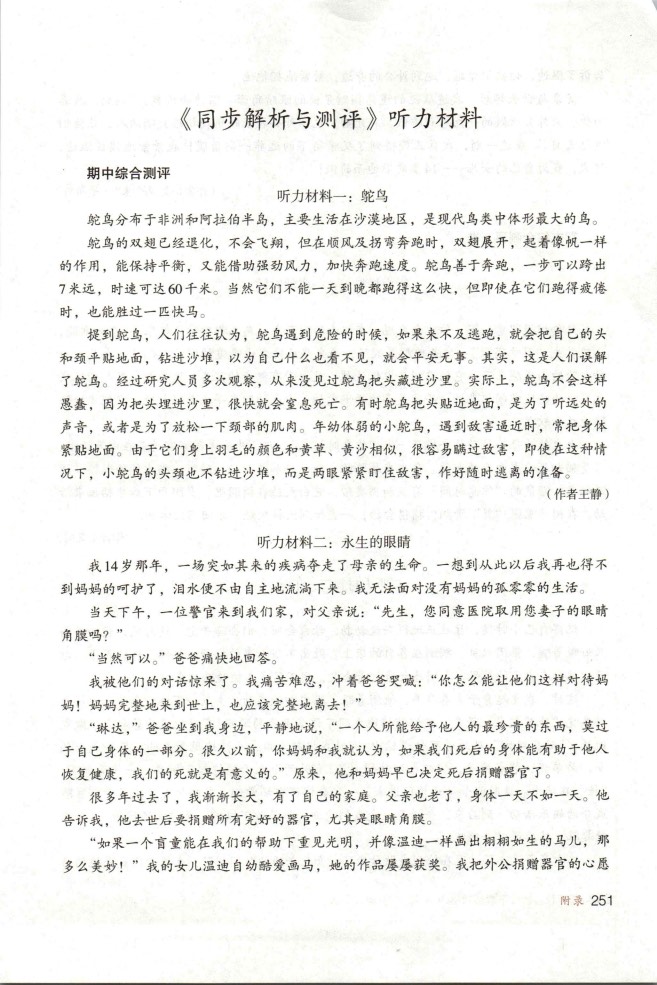 《同步解析与测评》听力材料
期中综合测评
听力材料一：鸵鸟
鸵鸟分布于非洲和阿拉伯半岛，主要生活在沙漠地区，是现代鸟类中体形最大的鸟。
鸵鸟的双翅已经退化，不会飞翔，但在顺风及拐弯奔跑时，双翅展开，起着像帆一样
的作用，能保持平衡，又能借助强劲风力，加快奔跑速度。鸵鸟善于奔跑，一步可以跨出
7米远，时速可达60千米。当然它们不能一天到晚都跑得这么快，但即使在它们跑得疲倦
时，也能胜过一匹快马。
提到鸵鸟，人们往往认为，鸵鸟遇到危险的时候，如果来不及逃跑，就会把自己的头
和颈平贴地面，钻进沙堆，以为自己什么也看不见，就会平安无事。其实，这是人们误解
了鸵鸟。经过研究人员多次观察，从来没见过鸵鸟把头藏进沙里。实际上，鸵鸟不会这样
愚蠢，因为把头埋进沙里，很快就会窒息死亡。有时鸵鸟把头贴近地面，是为了听远处的
声音，或者是为了放松一下颈部的肌肉。年幼体弱的小鸵鸟，遇到敌害逼近时，常把身体
紧贴地面。由于它们身上羽毛的颜色和黄草、黄沙相似，很容易瞒过敌害，即使在这种情
况下，小鸵鸟的头颈也不钻进沙堆，而是两眼紧紧盯住敌害，作好随时逃离的准备。
（作者王静）
听力材料二：永生的眼睛
我14岁那年，一场突如其来的疾病夺走了母亲的生命。一想到从此以后我再也得不
到妈妈的呵护了，泪水便不由自主地流淌下来。我无法面对没有妈妈的孤零零的生活。
当天下午，一位警官来到我们家，对父亲说：“先生，您同意医院取用您妻子的眼睛
角膜吗？”
“当然可以。”爸爸痛快地回答。
我被他们的对话惊呆了。我痛苦难忍，冲着爸爸哭喊：“你怎么能让他们这样对待妈
妈！妈妈完整地来到世上，也应该完整地离去！”
“琳达，”爸爸坐到我身边，平静地说，“一个人所能给予他人的最珍贵的东西，莫过
于自己身体的一部分。很久以前，你妈妈和我就认为，如果我们死后的身体能有助于他人
恢复健康，我们的死就是有意义的。”原来，他和妈妈早已决定死后捐赠器官了。
很多年过去了，我渐渐长大，有了自己的家庭。父亲也老了，身体一天不如一天。他
告诉我，他去世后要捐赠所有完好的器官，尤其是眼睛角膜。
“如果一个盲童能在我们的帮助下重见光明，并像温迪一样画出栩栩如生的马儿，那
多么美妙！”我的女儿温迪自幼酷爱画马，她的作品屡屡获奖。我把外公捐赠器官的心愿
附录 251